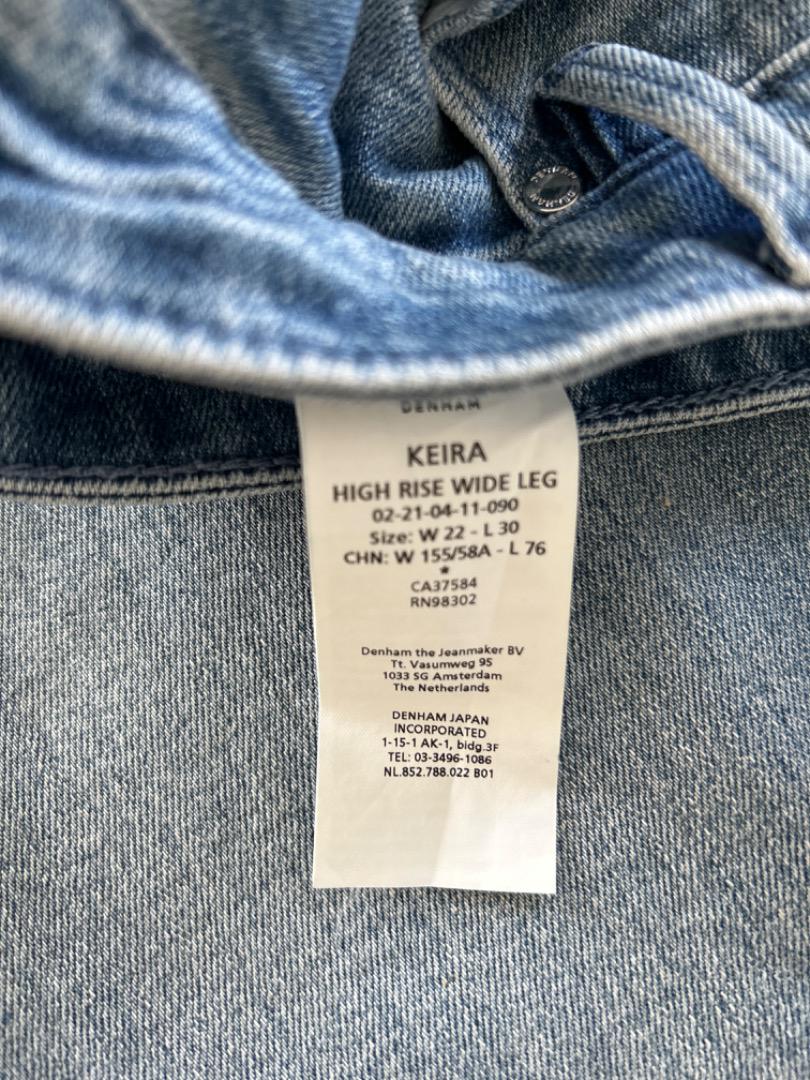 DENHAM
DENHAM
DENHAM
KEIRA
HIGH RISE WIDE LEG
02-21-04-11-090
Size: W 22 - L 30
CHN: W 155/58A - L 76
*
CA37584
RN98302
Denham the Jeanmaker BV
Tt. Vasumweg 95
1033 SG Amsterdam
The Netherlands
DENHAM JAPAN
INCORPORATED
1-15-1 AK-1, bldg.3F
TEL: 03-3496-1086
NL.852.788.022 B01